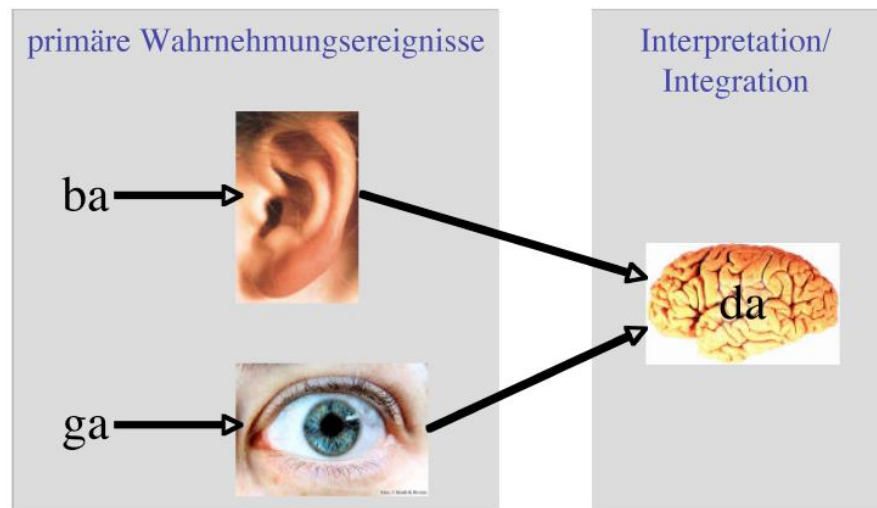 primäre Wahrnehmungsereignisse
Interpretation/
Integration
ba
da
ga